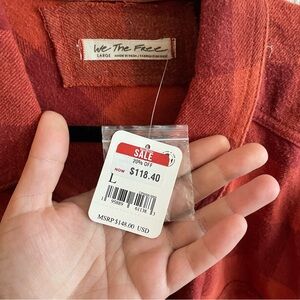 We The Free
LARGE
SALE
20% OFF
NOW $118.40
L
MSRP $148.00 USD